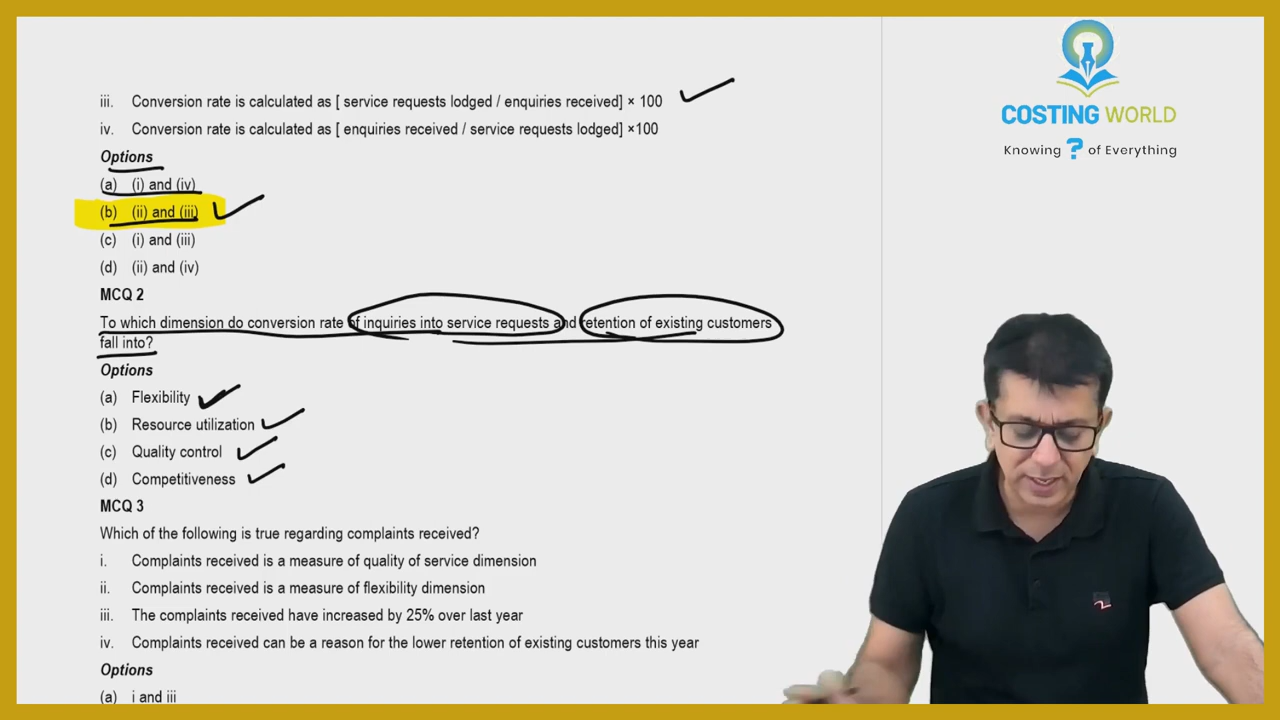 iii. Conversion rate is calculated as [ service requests lodged / enquiries received] × 100
iv. Conversion rate is calculated as [ enquiries received / service requests lodged] ×100
Options
(a) (i) and (iv)
(b) (ii) and (iii)
(c) (i) and (iii)
(d) (ii) and (iv)
MCQ 2
To which dimension do conversion rate of inquiries into service requests and retention of existing customers
fall into?
Options
(a) Flexibility
(b) Resource utilization
(c) Quality control
(d) Competitiveness
MCQ 3
Which of the following is true regarding complaints received?
i. Complaints received is a measure of quality of service dimension
ii. Complaints received is a measure of flexibility dimension
iii. The complaints received have increased by 25% over last year
iv. Complaints received can be a reason for the lower retention of existing customers this year
Options
(a) i and iii
COSTING WORLD
Knowing ? of Everything